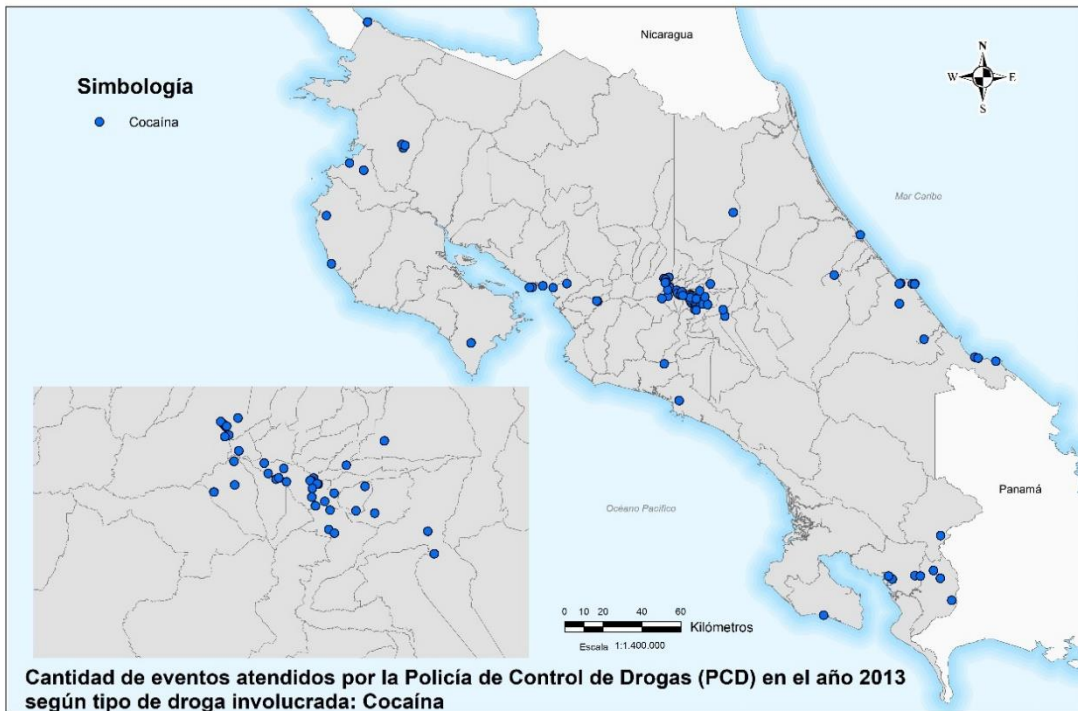 Nicaragua
N
W E
S
Simbología
Cocaína
Mar Caribe
Panamá
Océano Pacífico
0 10 20 40 60
Kilómetros
Escala 1:1.400.000
Cantidad de eventos atendidos por la Policía de Control de Drogas (PCD) en el año 2013
según tipo de droga involucrada: Cocaína